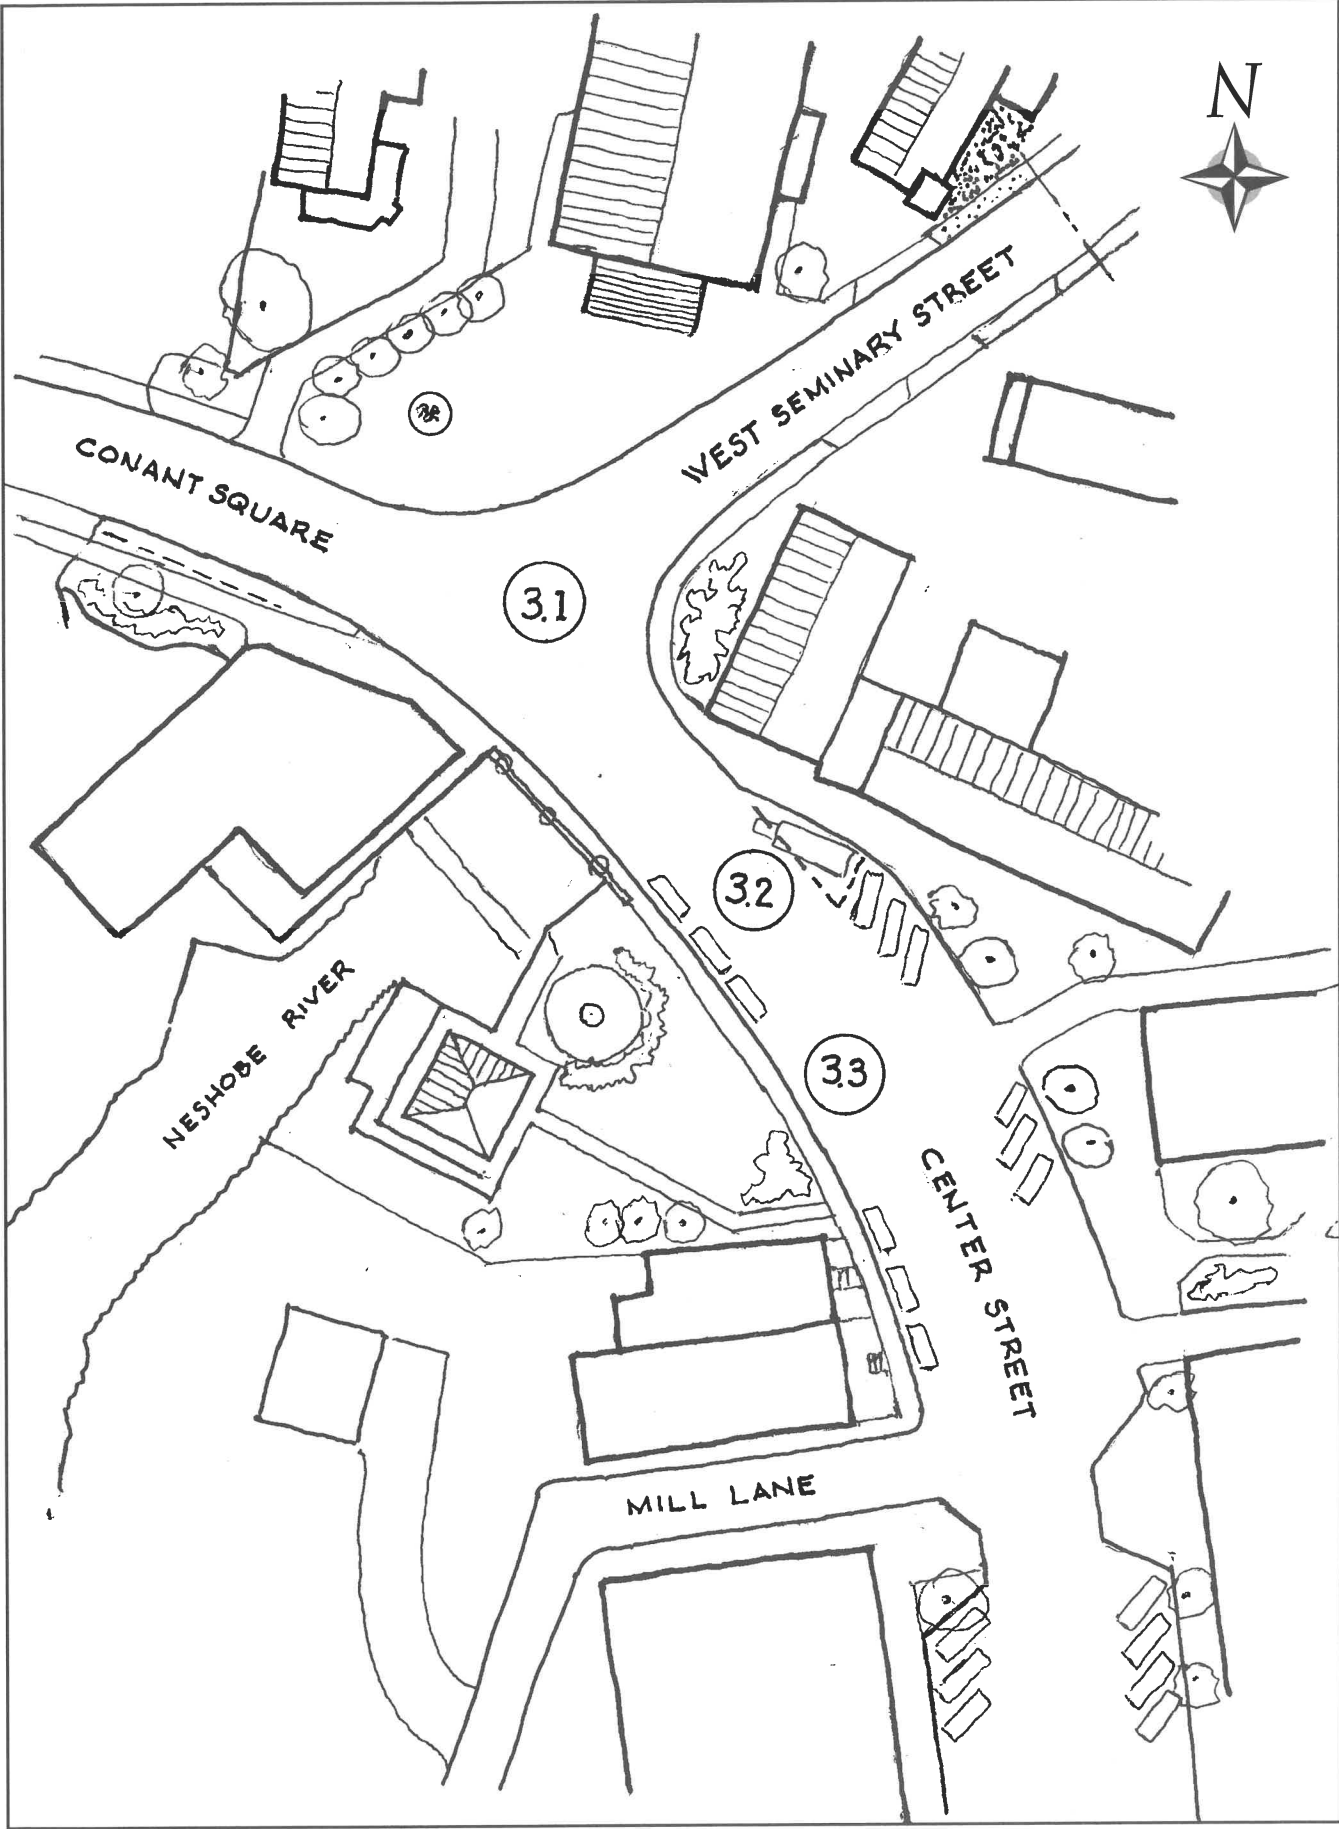 N
WEST SEMINARY STREET
CONANT SQUARE
3.1
3.2
3.3
NESHOBE RIVER
CENTER STREET
MILL LANE